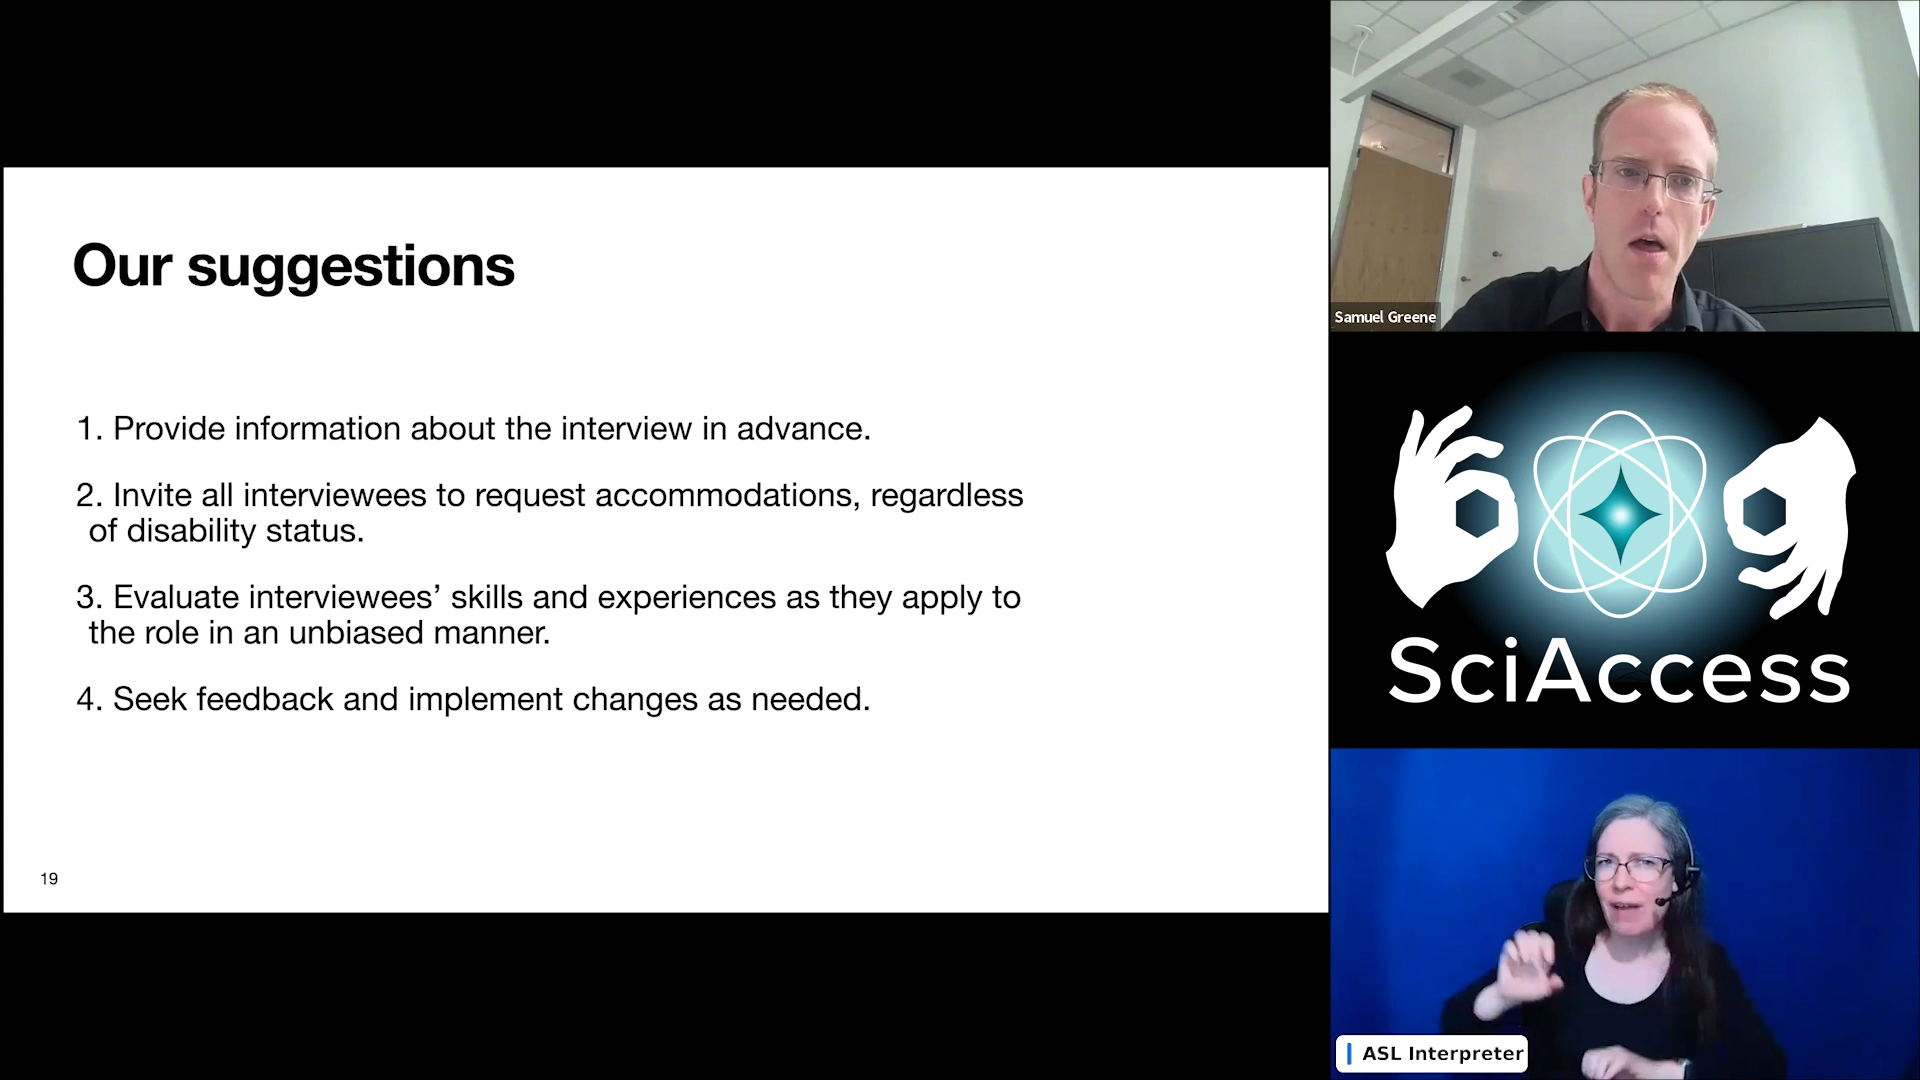 Our suggestions
1. Provide information about the interview in advance.
2. Invite all interviewees to request accommodations, regardless
of disability status.
3. Evaluate interviewees’ skills and experiences as they apply to
the role in an unbiased manner.
4. Seek feedback and implement changes as needed.
19
Samuel Greene
SciAccess
ASL Interpreter